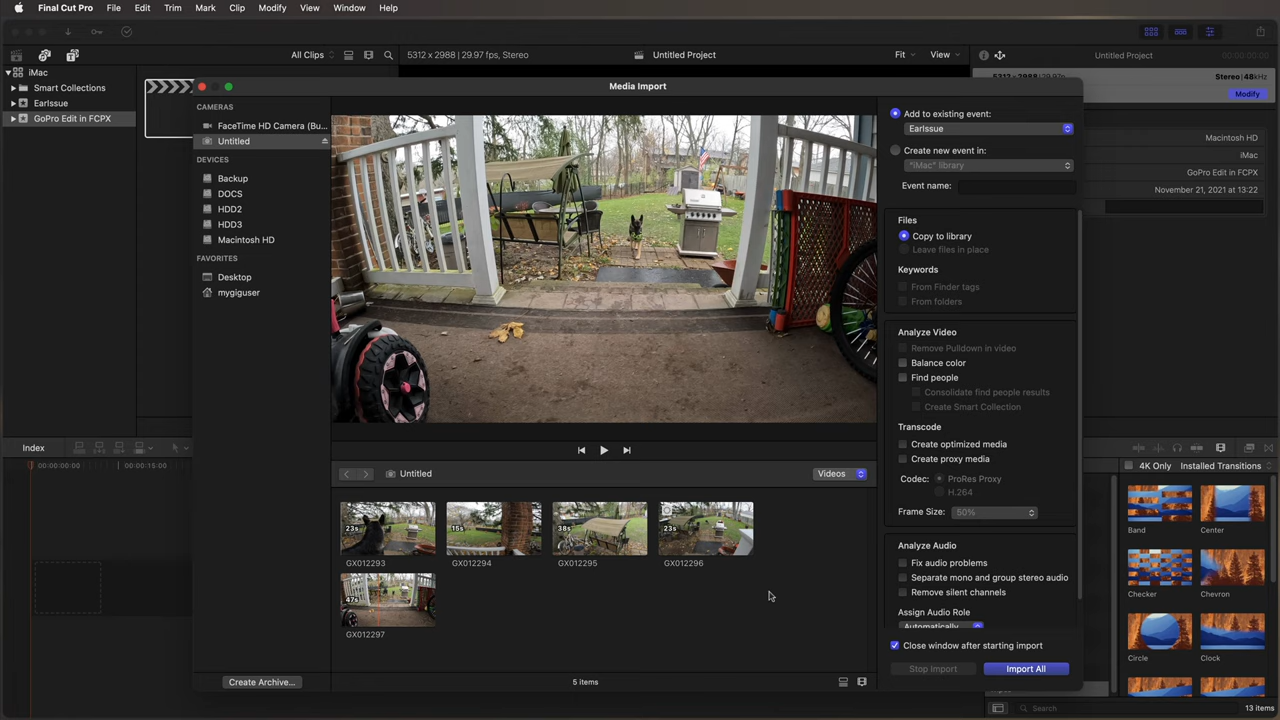 Final Cut Pro File Edit Trim Mark Clip Modify View Window Help
All Clips
5312 x 2988 | 29.97 fps, Stereo
Untitled Project
Fit
View
Untitled Project
iMac
Smart Collections
EarIssue
GoPro Edit in FCPX
Stereo | 48kHz
Modify
Macintosh HD
iMac
GoPro Edit in FCPX
November 21, 2021 at 13:22
Media Import
CAMERAS
FaceTime HD Camera (Bu...
Untitled
DEVICES
Backup
DOCS
HDD2
HDD3
Macintosh HD
FAVORITES
Desktop
mygiguser
Create Archive...
Untitled
Videos
23s
15s
38s
23s
GX012293
GX012294
GX012295
GX012296
47s
GX012297
5 items
Add to existing event:
EarIssue
Create new event in:
"iMac" library
Event name:
Files
Copy to library
Leave files in place
Keywords
From Finder tags
From folders
Analyze Video
Remove Pulldown in video
Balance color
Find people
Consolidate find people results
Create Smart Collection
Transcode
Create optimized media
Create proxy media
Codec: ProRes Proxy
H.264
Frame Size: 50%
Analyze Audio
Fix audio problems
Separate mono and group stereo audio
Remove silent channels
Assign Audio Role
Automatically
Close window after starting import
Stop Import
Import All
Index
00:00:00:00
00:00:15:00
4K Only
Installed Transitions
Band
Center
Checker
Chevron
Circle
Clock
Search
13 items